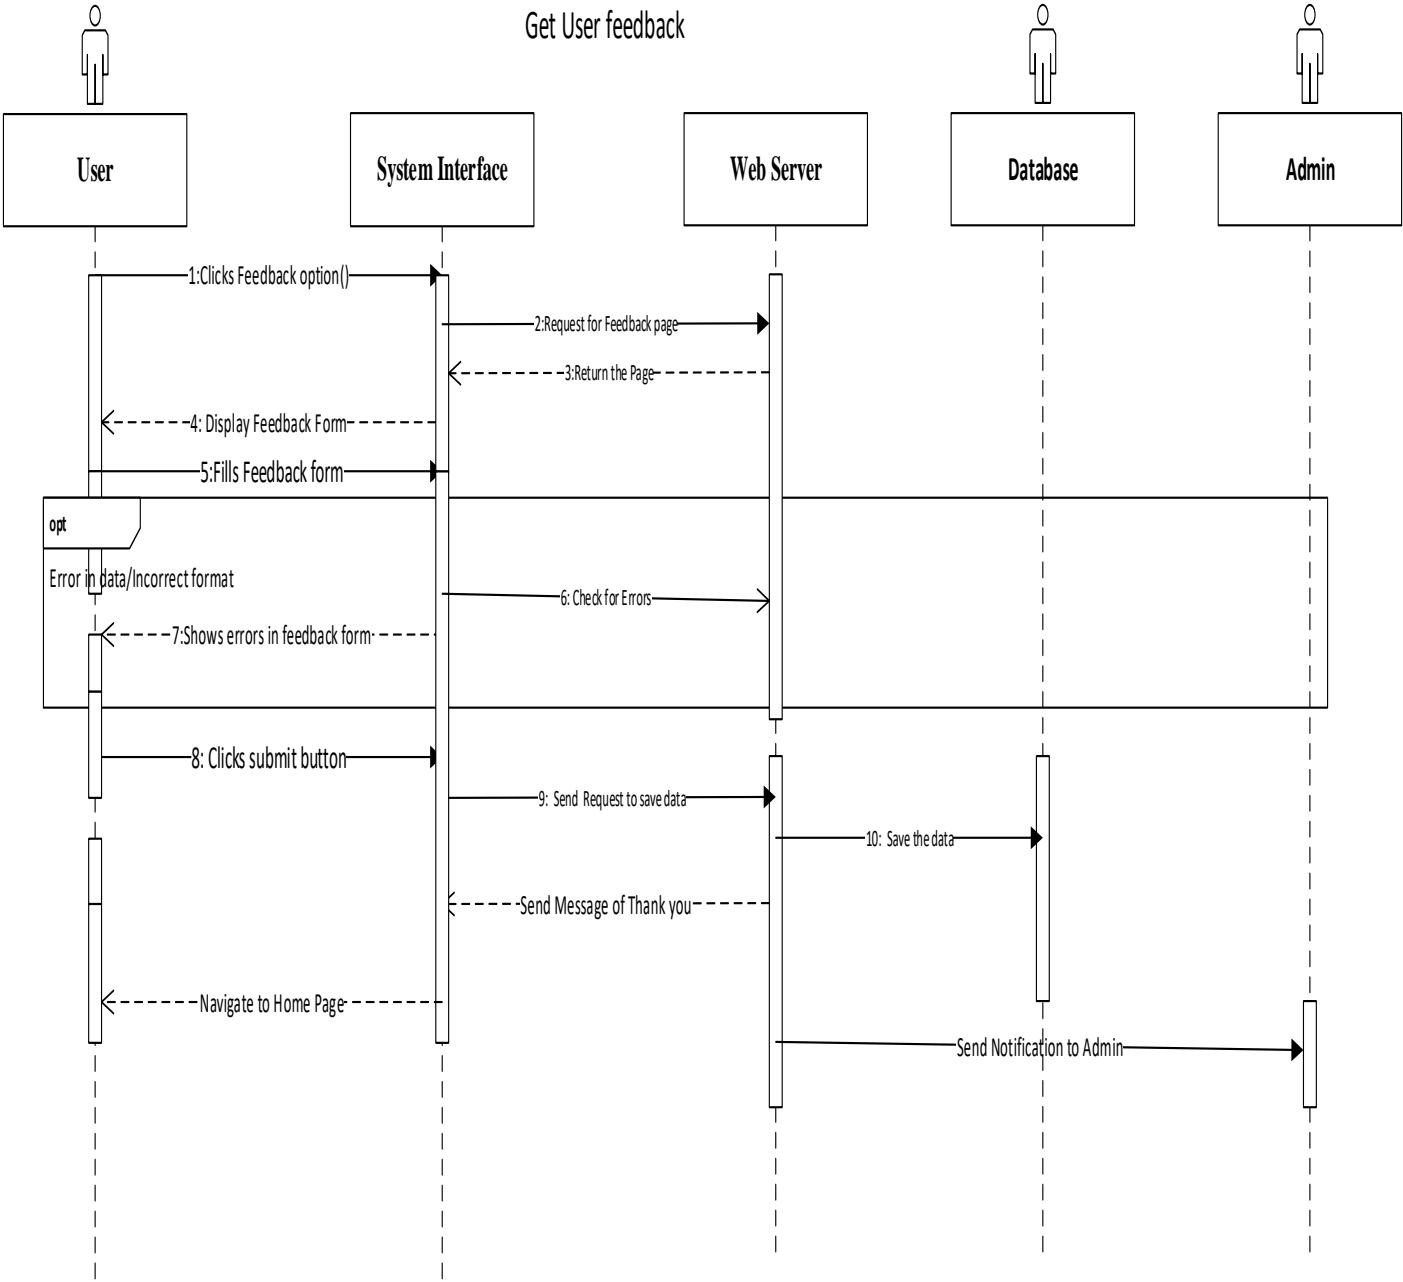 Get User feedback
User
System Interface
Web Server
Database
Admin
1:Clicks Feedback option()
2:Request for Feedback page
3:Return the Page
4: Display Feedback Form
5:Fills Feedback form
opt
Error in data/Incorrect format
6: Check for Errors
7:Shows errors in feedback form
8: Clicks submit button
9: Send Request to save data
10: Save the data
Send Message of Thank you
Navigate to Home Page
Send Notification to Admin